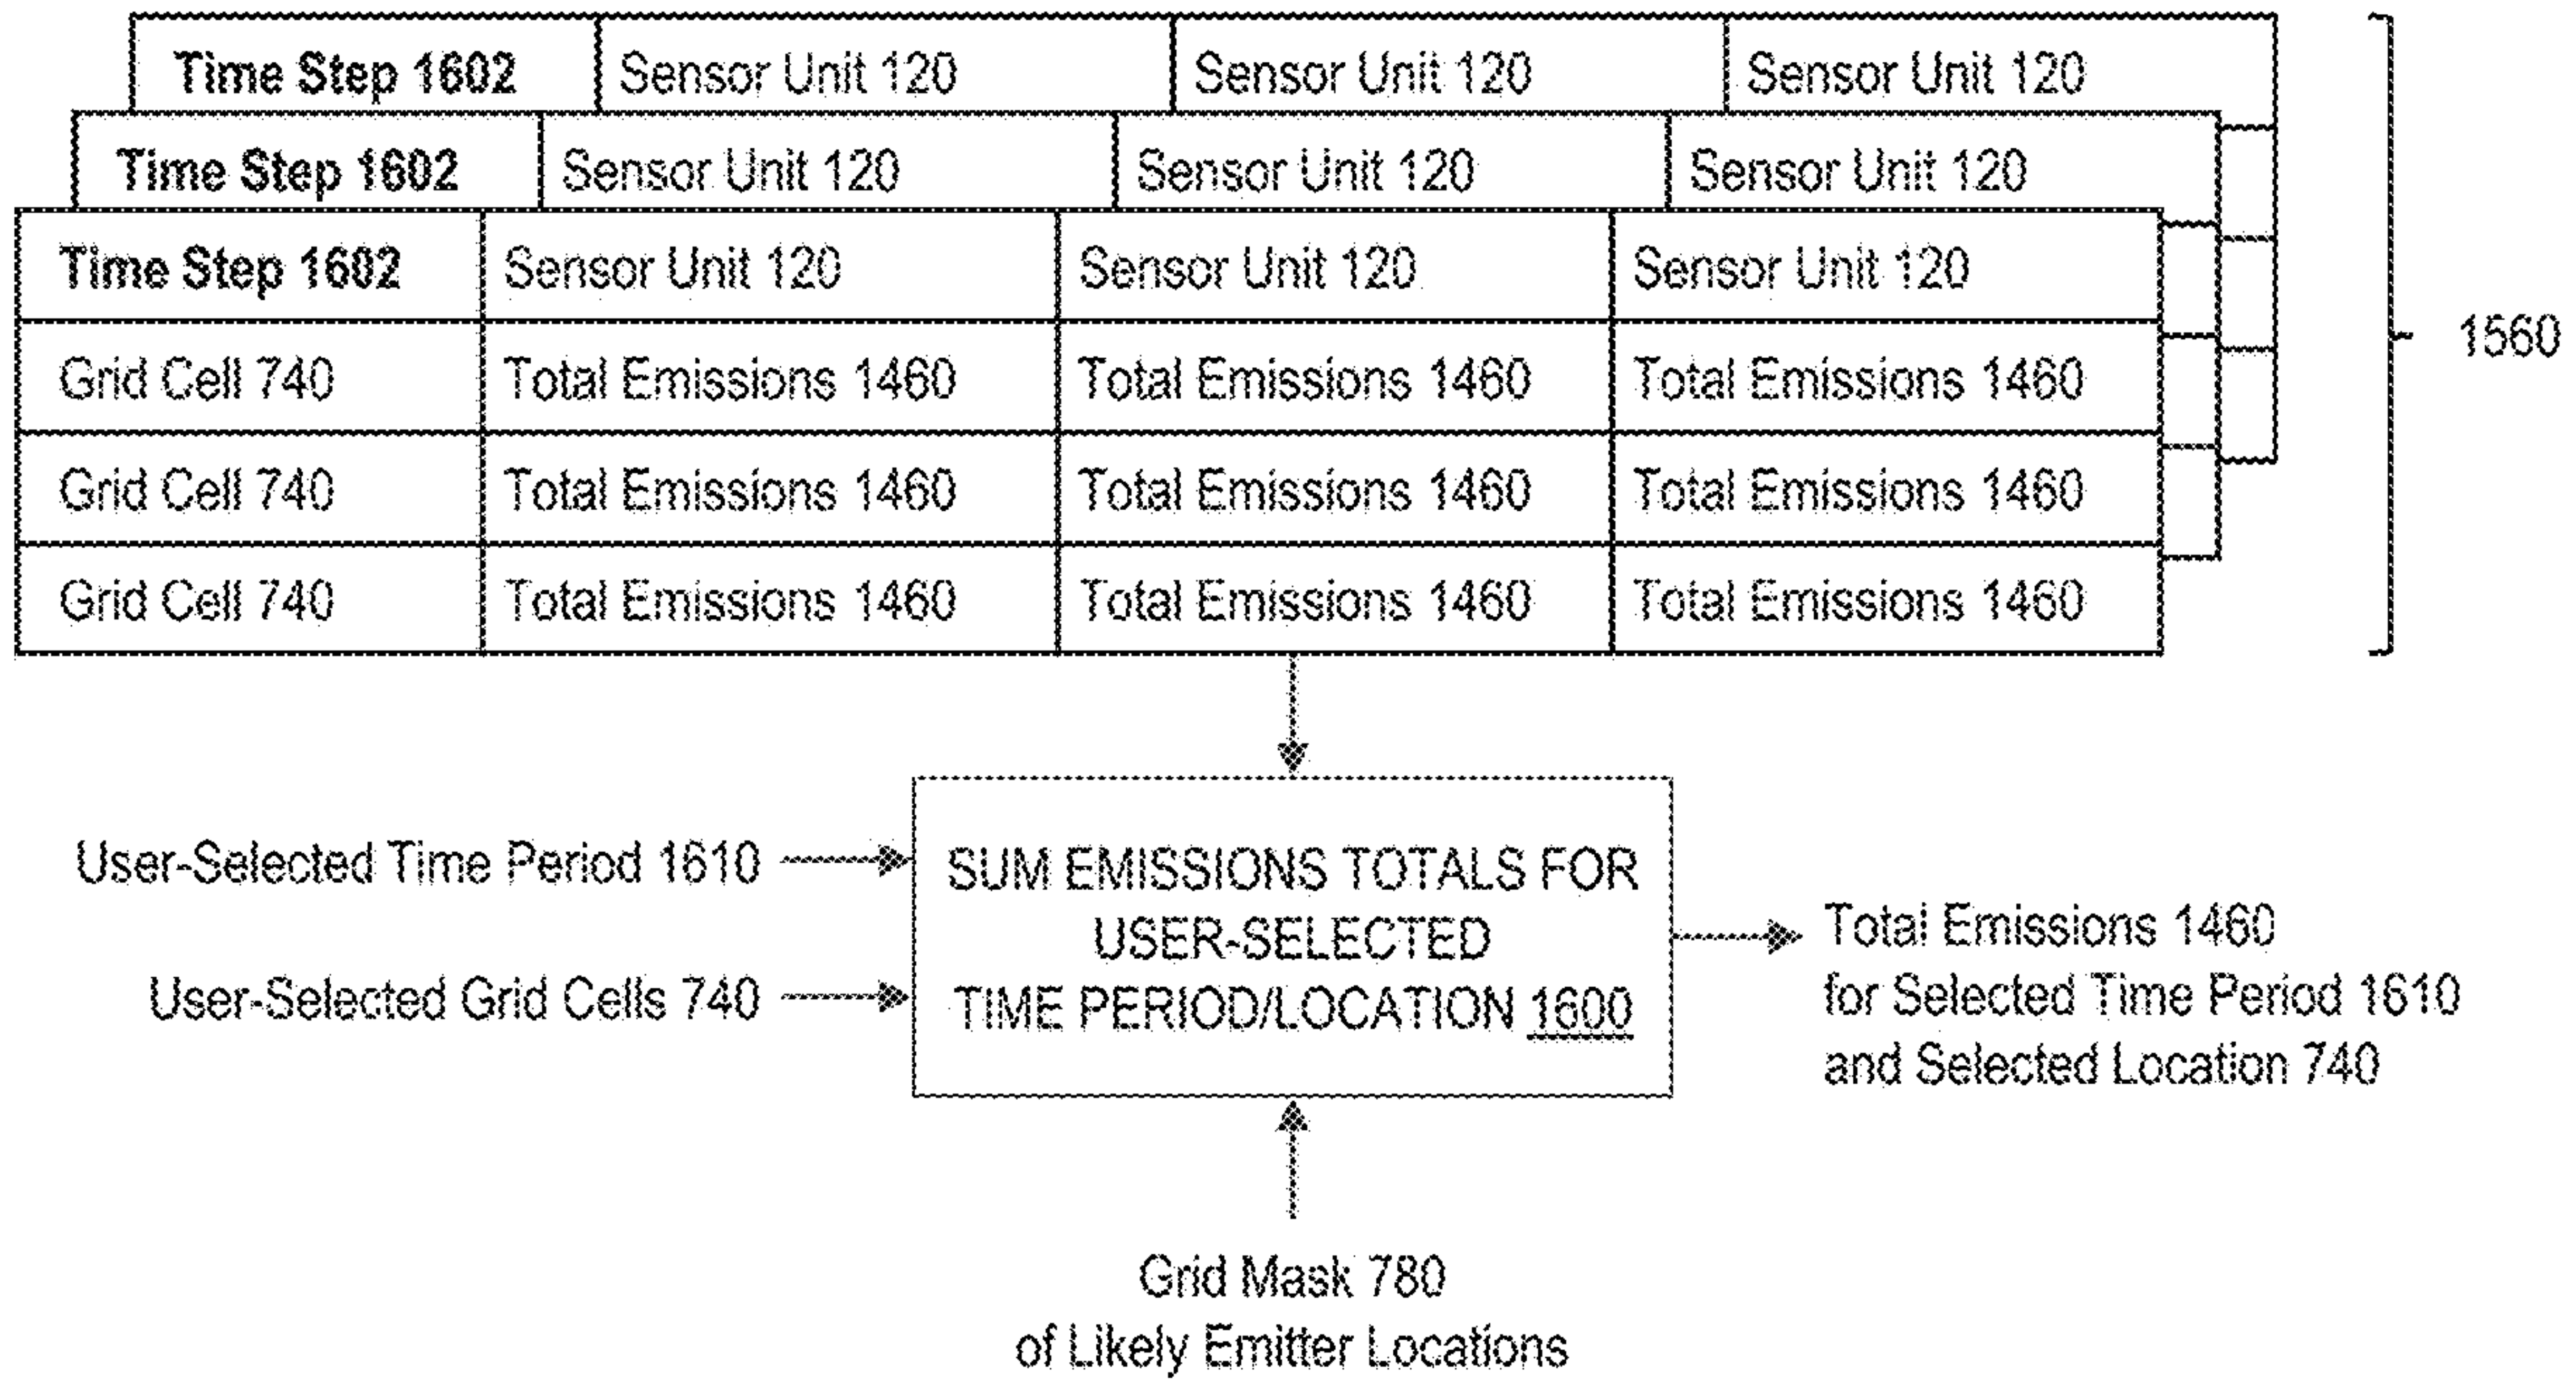 Time Step 1602 Sensor Unit 120 Sensor Unit 120 Sensor Unit 120
Time Step 1602 Sensor Unit 120 Sensor Unit 120 Sensor Unit 120
Time Step 1602 Sensor Unit 120 Sensor Unit 120 Sensor Unit 120
Grid Cell 740 Total Emissions 1460 Total Emissions 1460 Total Emissions 1460
Grid Cell 740 Total Emissions 1460 Total Emissions 1460 Total Emissions 1460
Grid Cell 740 Total Emissions 1460 Total Emissions 1460 Total Emissions 1460
1560
User-Selected Time Period 1610
User-Selected Grid Cells 740
SUM EMISSIONS TOTALS FOR
USER-SELECTED
TIME PERIOD/LOCATION 1600
Total Emissions 1460
for Selected Time Period 1610
and Selected Location 740
Grid Mask 780
of Likely Emitter Locations